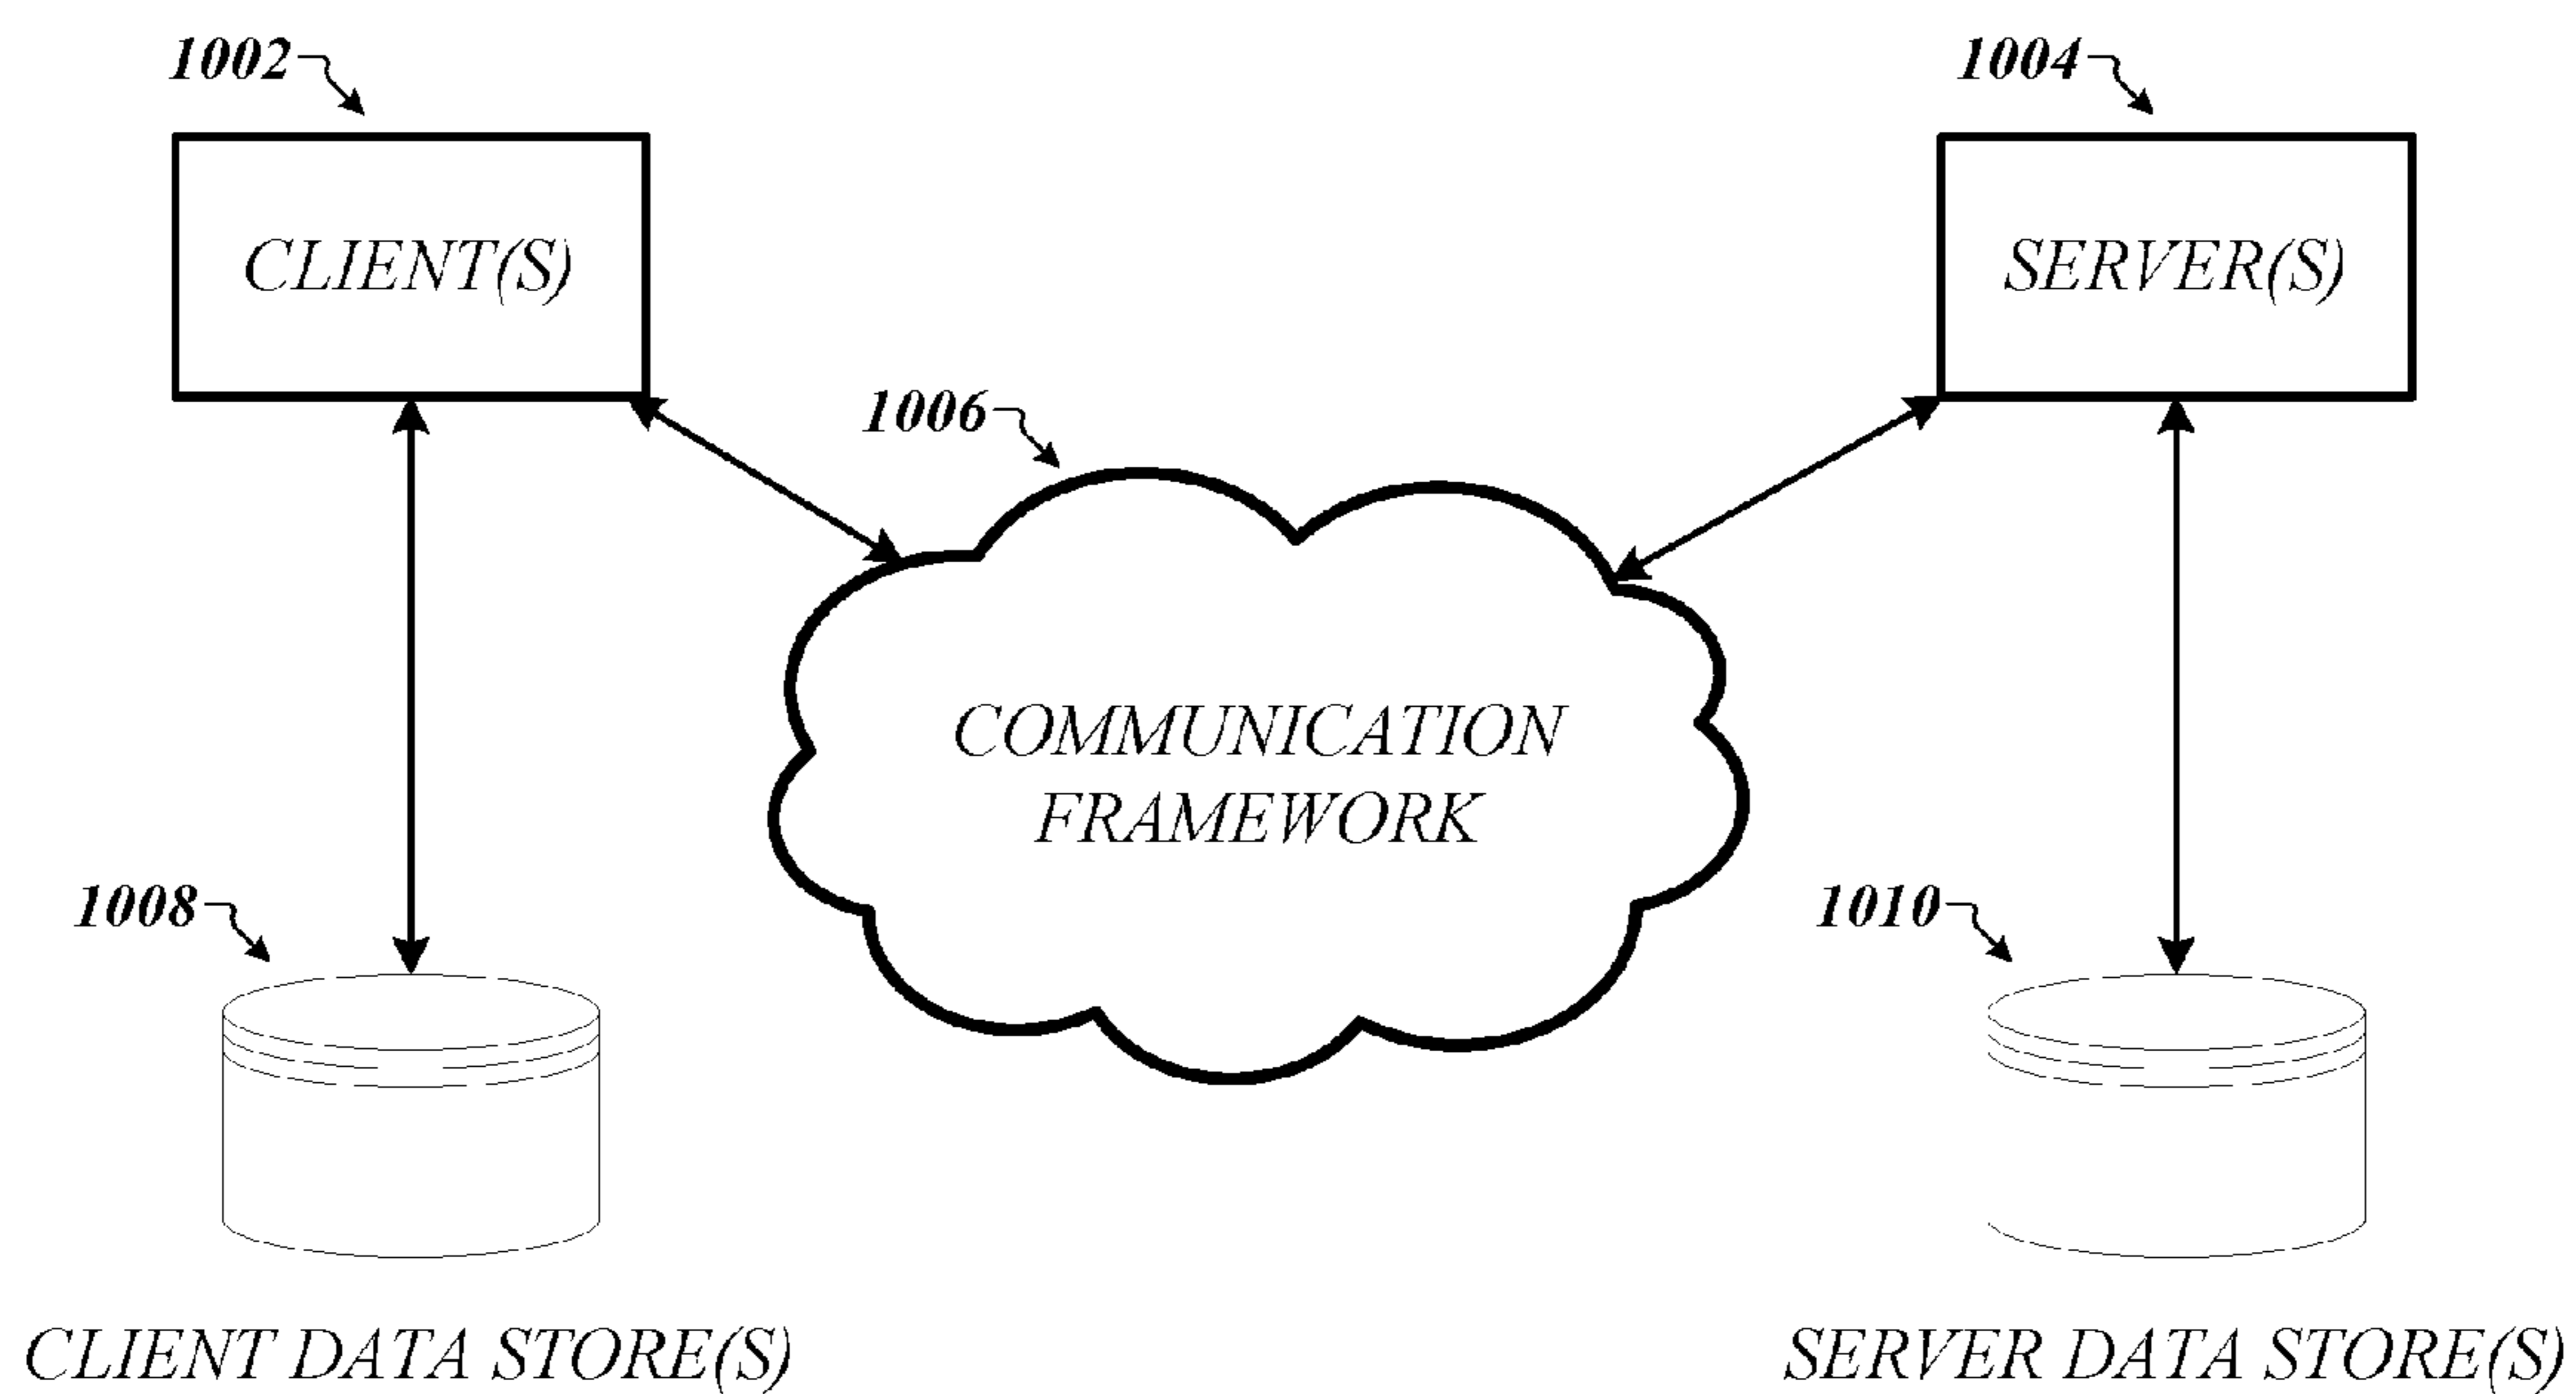 1002
1004
CLIENT(S)
SERVER(S)
1006
COMMUNICATION
FRAMEWORK
1008
1010
CLIENT DATA STORE(S)
SERVER DATA STORE(S)